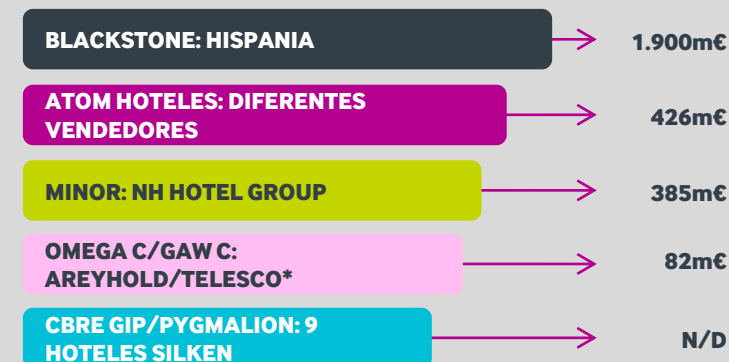 BLACKSTONE: HISPANIA
1.900m€
ATOM HOTELES: DIFERENTES
VENDEDORES
426m€
MINOR: NH HOTEL GROUP
385m€
OMEGA C/GAW C:
AREYHOLD/TELESCO*
82m€
CBRE GIP/PYGMALION: 9
HOTELES SILKEN
N/D